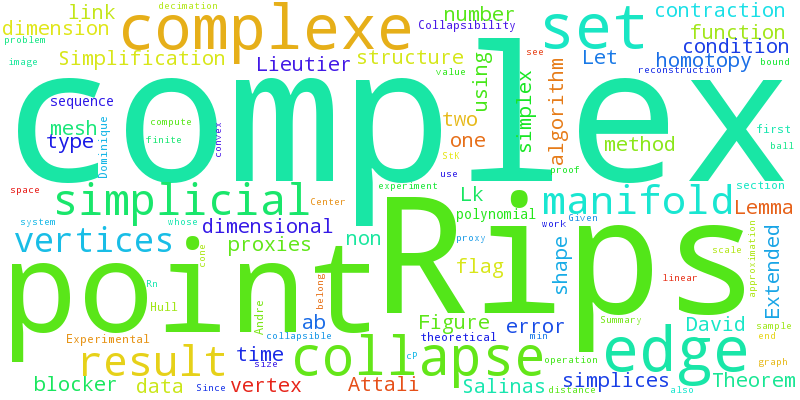 decimation
link complexe number set contraction
dimension Collapsibility function
problem Simplification Lieutier structure using see Let homotopy condition
image value reconstruction bound
complex
sequence mesh type Dominique compute finite convex two one StK simplex algorithm method first ball
space simplicial experiment use proof manifold section
system whose Center dimensional Lk polynomial Given work Lemma
vertices proxies non proxy shape Extended
point Rips
cone flag linear scale approximation
Rn Hull Andre belong ab Figure error Summary David sample
Experimental theoretical min end
result time size collapsible collapse cP operation edge graph
blocker data Since vertex Attali Salinas distance simplices also Theorem